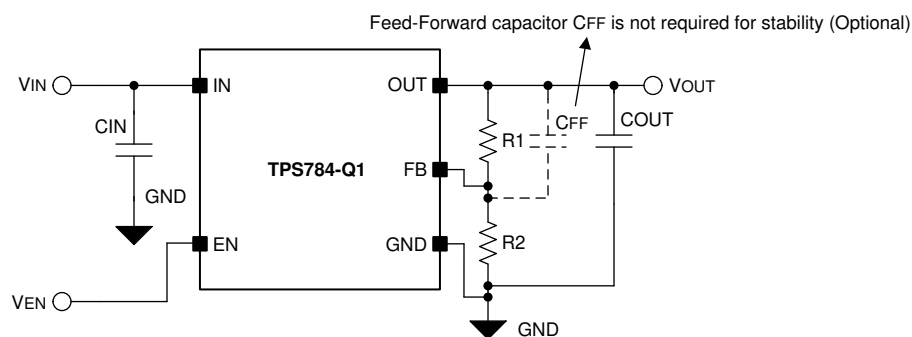 Feed-Forward capacitor CFF is not required for stability (Optional)
VIN
IN
OUT
VOUT
CIN
R1
CFF
COUT
TPS784-Q1
FB
GND
EN
GND
R2
VEN
GND